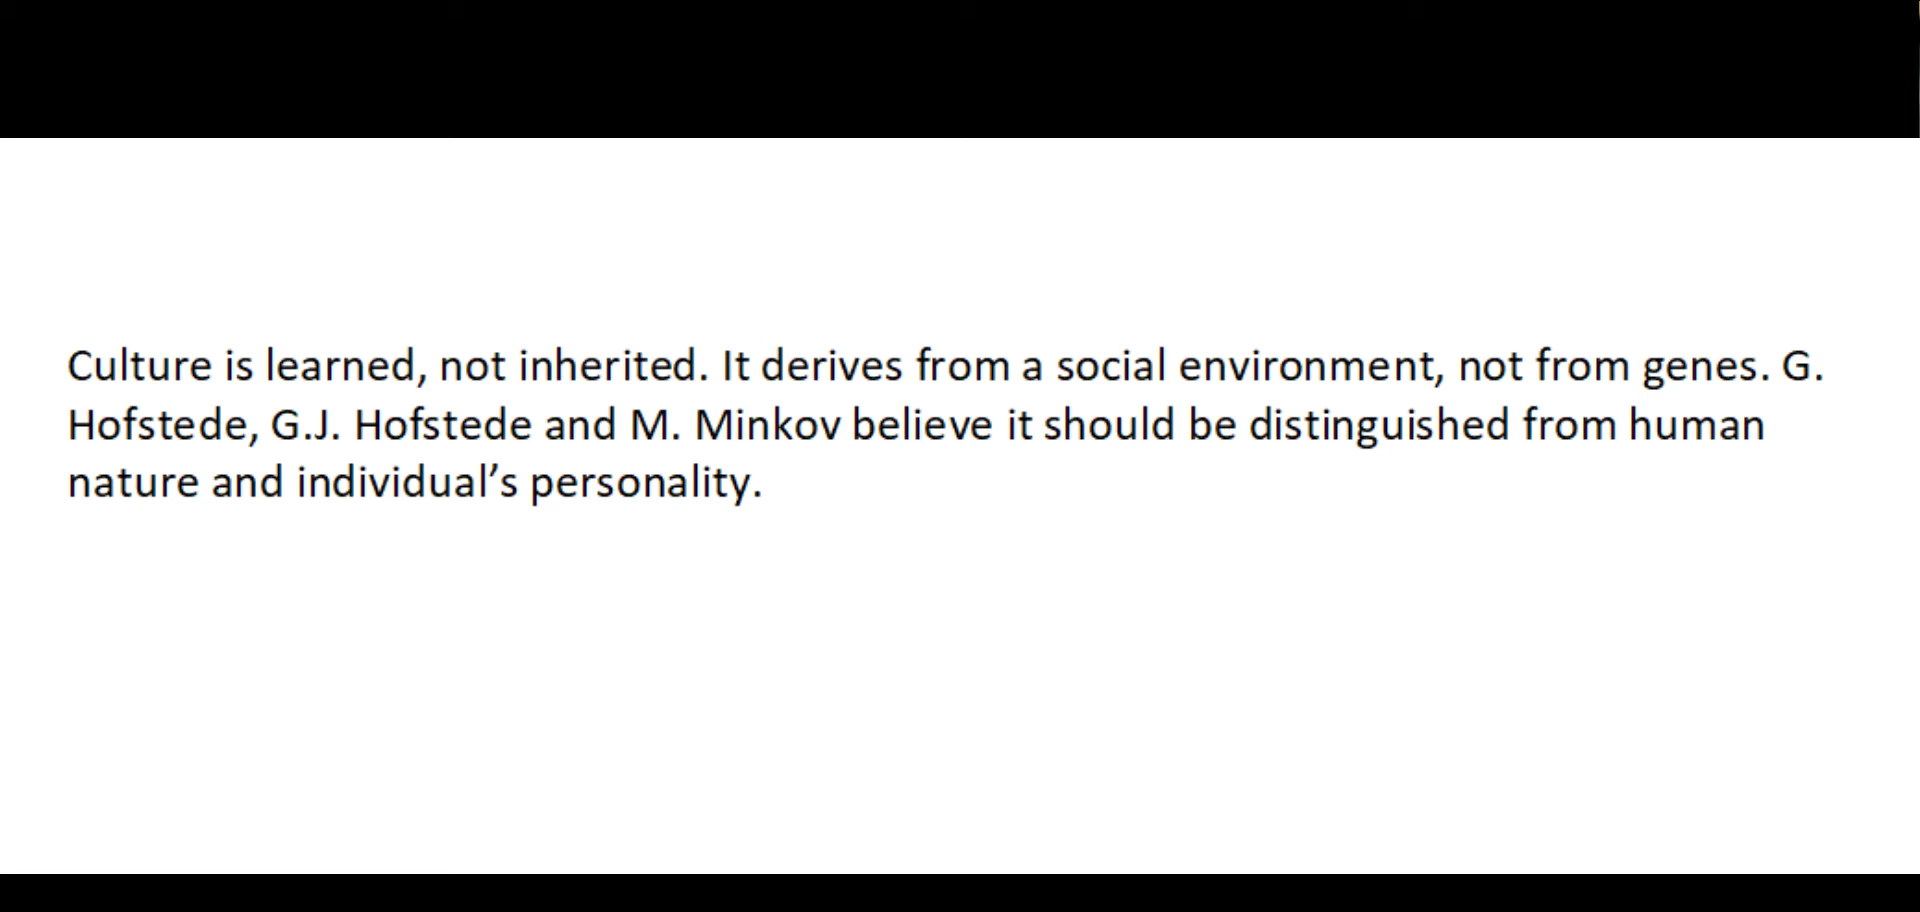 Culture is learned, not inherited. It derives from a social environment, not from genes. G.
Hofstede, G.J. Hofstede and M. Minkov believe it should be distinguished from human
nature and individual’s personality.